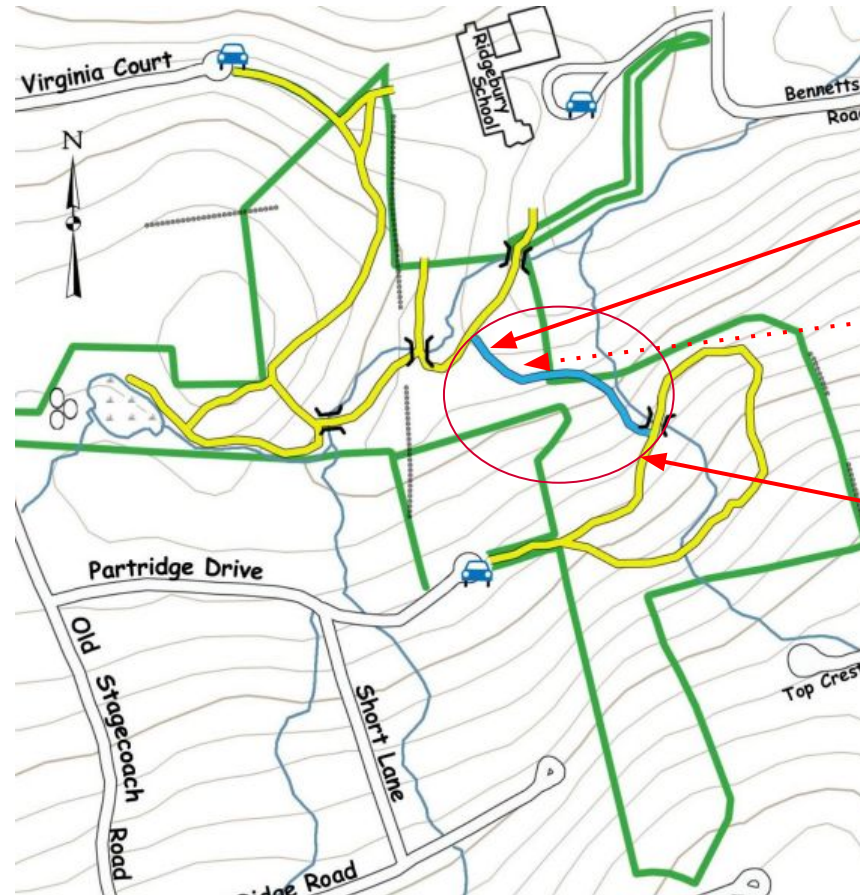 Virginia Court
Ridgebury
School
Bennetts
Road
N
Partridge Drive
Old
Stagecoach
Road
Short Lane
Top Crest
Ridge Road